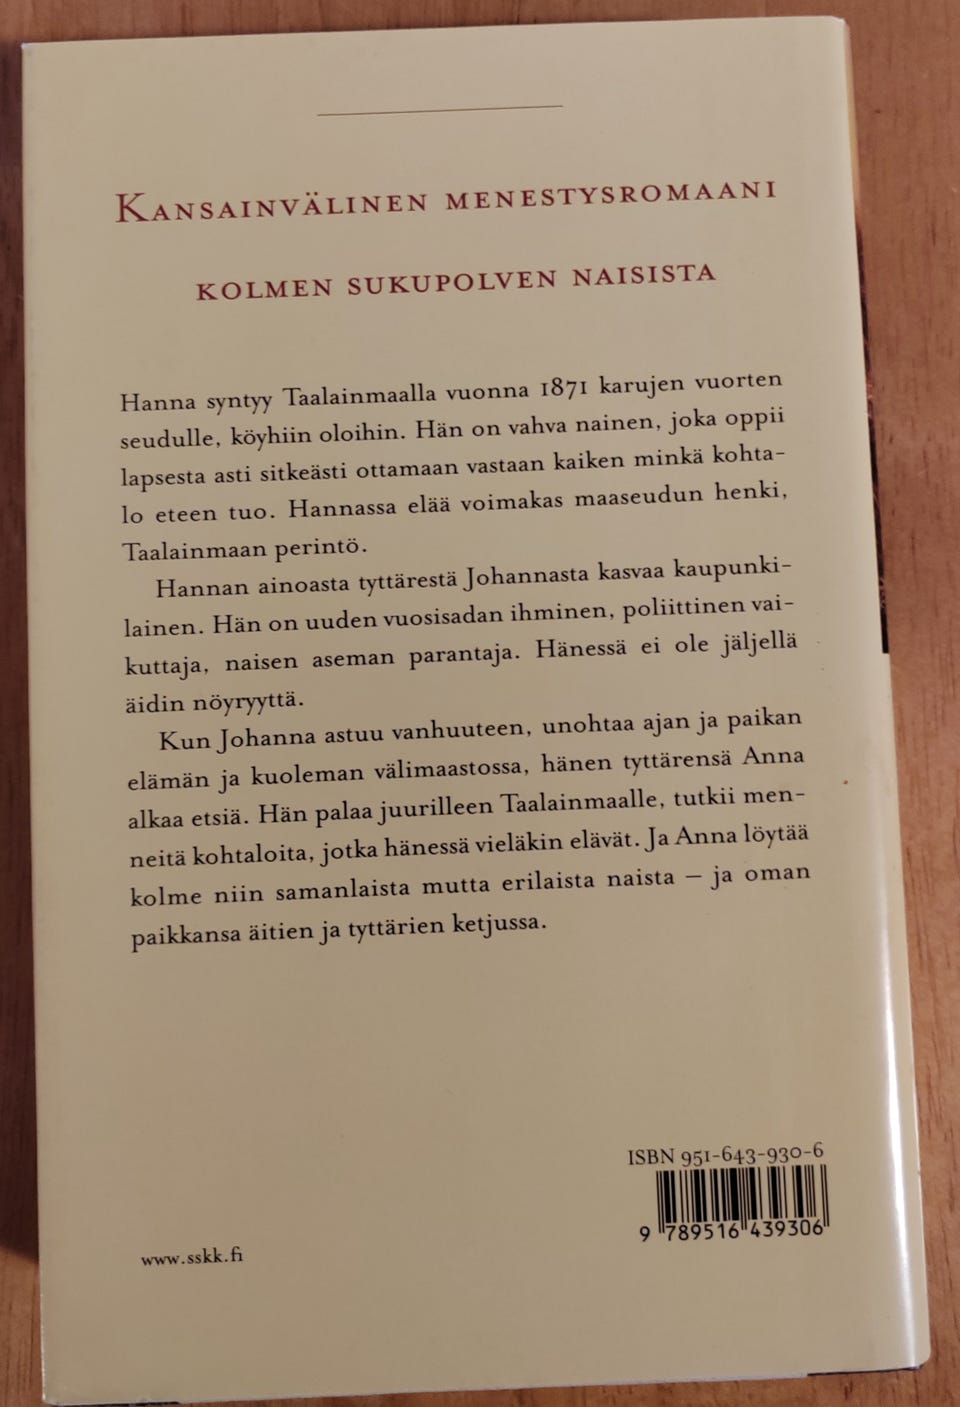 Kansainvälinen menestysromaani
kolmen sukupolven naisista
Hanna syntyy Taalainmaalla vuonna 1871 karujen vuorten
seudulle, köyhiin oloihin. Hän on vahva nainen, joka oppii
lapsesta asti sitkeästi ottamaan vastaan kaiken minkä kohta-
lo eteen tuo. Hannassa elää voimakas maaseudun henki,
Taalainmaan perintö.
Hannan ainoasta tyttärestä Johannasta kasvaa kaupunki-
lainen. Hän on uuden vuosisadan ihminen, poliittinen vai-
kuttaja, naisen aseman parantaja. Hänessä ei ole jäljellä
äidin nöyryyttä.
Kun Johanna astuu vanhuuteen, unohtaa ajan ja paikan
elämän ja kuoleman välimaastossa, hänen tyttärensä Anna
alkaa etsiä. Hän palaa juurilleen Taalainmaalle, tutkii men-
neitä kohtaloita, jotka hänessä vieläkin elävät. Ja Anna löytää
kolme niin samanlaista mutta erilaista naista – ja oman
paikkansa äitien ja tyttärien ketjussa.
ISBN 951-643-930-6
9 789516 439306
www.sskk.fi